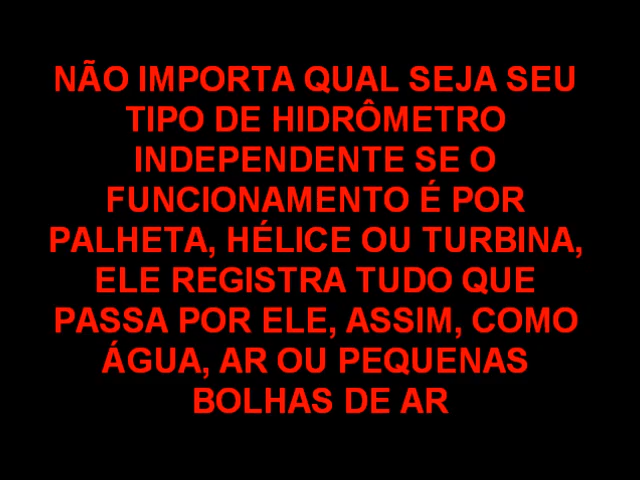 NÃO IMPORTA QUAL SEJA SEU
TIPO DE HIDRÔMETRO
INDEPENDENTE SE O
FUNCIONAMENTO É POR
PALHETA, HÉLICE OU TURBINA,
ELE REGISTRA TUDO QUE
PASSA POR ELE, ASSIM, COMO
ÁGUA, AR OU PEQUENAS
BOLHAS DE AR